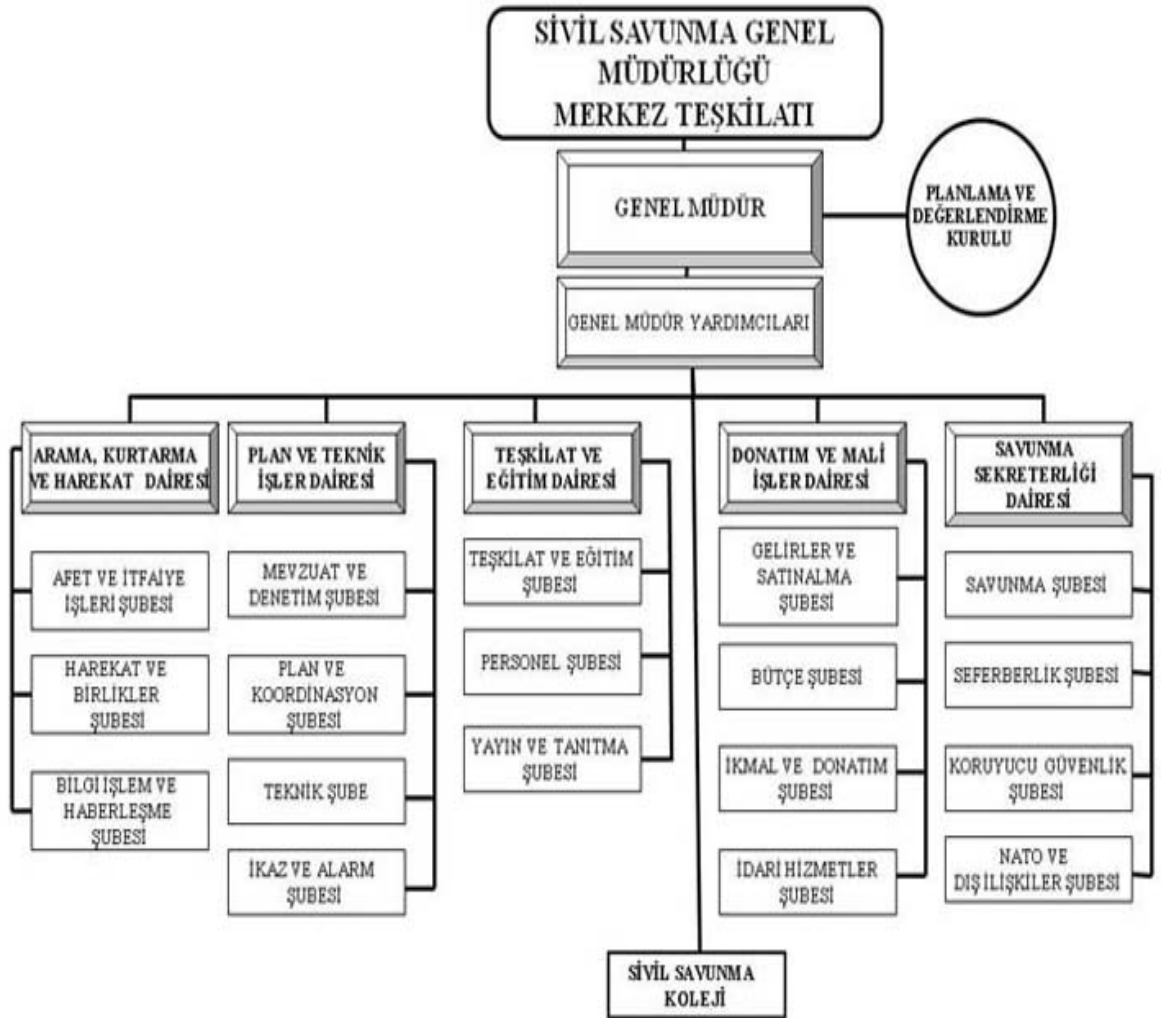 SİVİL SAVUNMA GENEL
MÜDÜRLÜĞÜ
MERKEZ TEŞKİLATI
GENEL MÜDÜR
PLANLAMA VE
DEĞERLENDİRME
KURULU
GENEL MÜDÜR YARDIMCILARI
ARAMA, KURTARMA
VE HAREKAT DAİRESİ
AFET VE İTFAİYE
İŞLERİ ŞUBESİ
HAREKAT VE
BİRLİKLER
ŞUBESİ
BİLGI İŞLEM VE
HABERLEŞME
ŞUBESİ
PLAN VE TEKNİK
İŞLER DAİRESİ
MEVZUAT VE
DENETİM ŞUBESİ
PLAN VE
KOORDİNASYON
ŞUBESİ
TEKNİK ŞUBE
İKAZ VE ALARM
ŞUBESİ
TEŞKİLAT VE
EĞİTİM DAİRESİ
TEŞKİLAT VE EĞİTİM
ŞUBESİ
PERSONEL ŞUBESİ
YAYIN VE TANITMA
ŞUBESİ
DONATIM VE MALİ
İŞLER DAİRESİ
GELİRLER VE
SATINALMA
ŞUBESİ
BÜTÇE ŞUBESİ
İKMAL VE DONATIM
ŞUBESİ
İDARİ HİZMETLER
ŞUBESİ
SAVUNMA
SEKRETERLİĞİ
DAİRESİ
SAVUNMA ŞUBESİ
SEFERBERLİK ŞUBESİ
KORUYUCU GÜVENLİK
ŞUBESİ
NATO VE
DIŞ İLİŞKİLER ŞUBESİ
SİVİL SAVUNMA
KOLEJİ